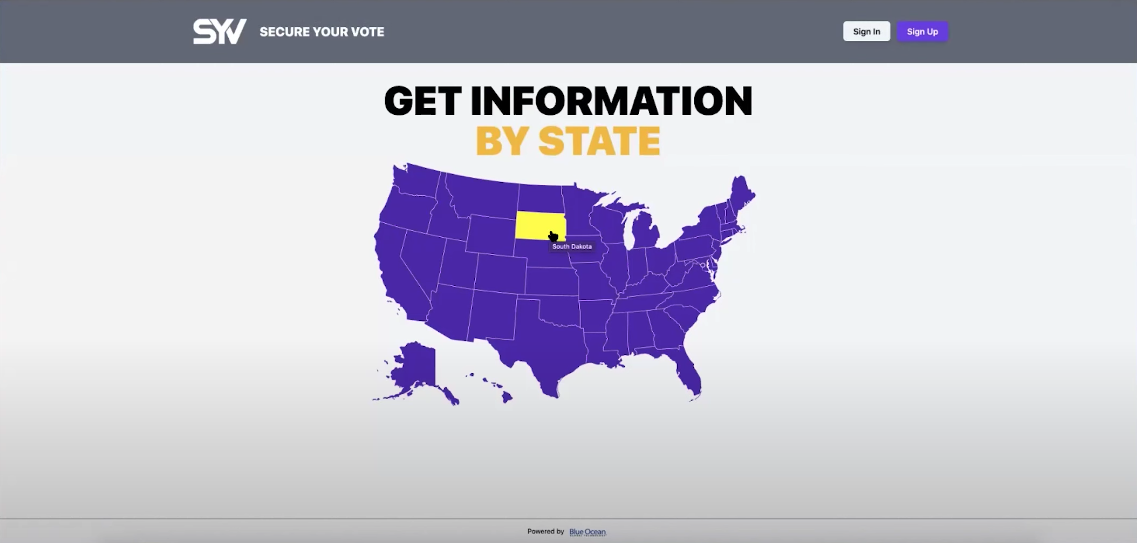 SYV SECURE YOUR VOTE
Sign In
Sign Up
GET INFORMATION
BY STATE
South Dakota
Powered by Blue Ocean